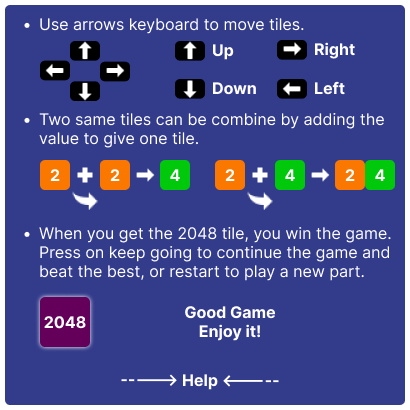 • Use arrows keyboard to move tiles.
↑ Up → Right
← →
↓ Down ← Left
• Two same tiles can be combine by adding the
value to give one tile.
2 + 2 → 4 2 + 4 → 2 4
• When you get the 2048 tile, you win the game.
Press on keep going to continue the game and
beat the best, or restart to play a new part.
2048
Good Game
Enjoy it!
-----> Help <-----